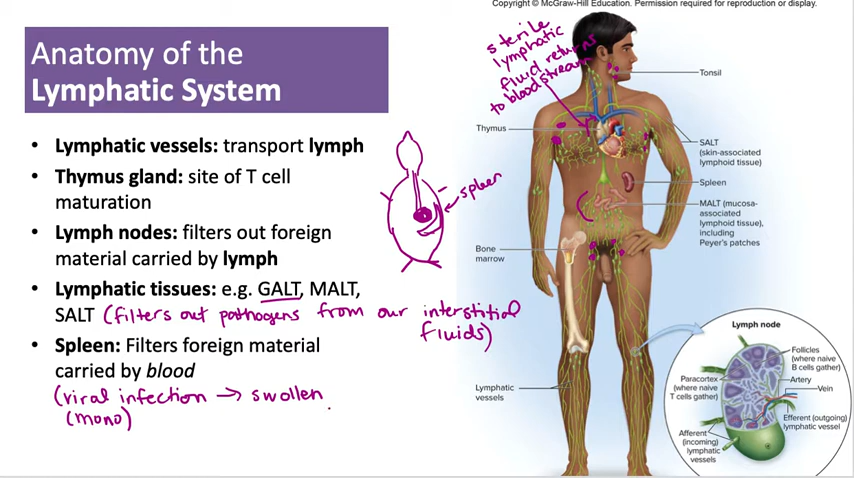 Copyright © McGraw-Hill Education. Permission required for reproduction or display.
Anatomy of the
Lymphatic System
• Lymphatic vessels: transport lymph
• Thymus gland: site of T cell
maturation
• Lymph nodes: filters out foreign
material carried by lymph
• Lymphatic tissues: e.g. GALT, MALT,
SALT (filters out pathogens from our interstitial
fluids)
• Spleen: Filters foreign material
carried by blood
(viral infection → swollen
(mono)
spleen
sterile
lymphatic
fluid returns
to bloodstream
Tonsil
Thymus
SALT
(skin-associated
lymphoid tissue)
Spleen
MALT (mucosa-
associated
lymphoid tissue),
including
Peyer's patches
Bone
marrow
Lymphatic
vessels
Lymph node
Follicles
(where naive
B cells gather)
Paracortex
(where naive
T cells gather)
Artery
Vein
Efferent (outgoing)
lymphatic vessel
Afferent
(incoming)
lymphatic
vessels